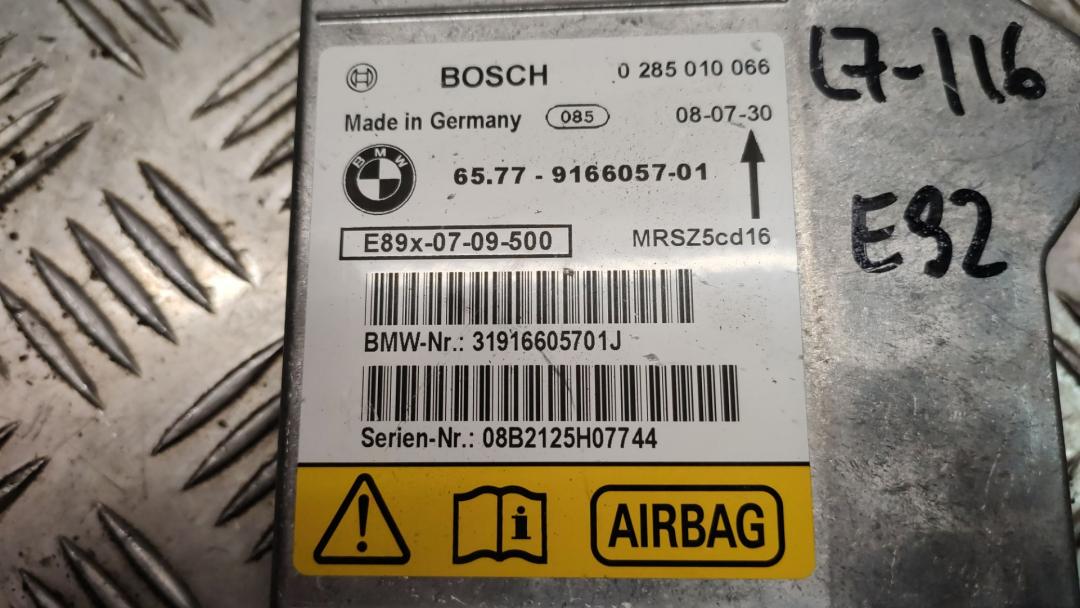 BOSCH 0 285 010 066
Made in Germany 085 08-07-30
BMW 65.77 - 9166057-01
E89x-07-09-500 MRSZ5cd16
BMW-Nr.: 31916605701J
Serien-Nr.: 08B2125H07744
i AIRBAG
L7-116
E92